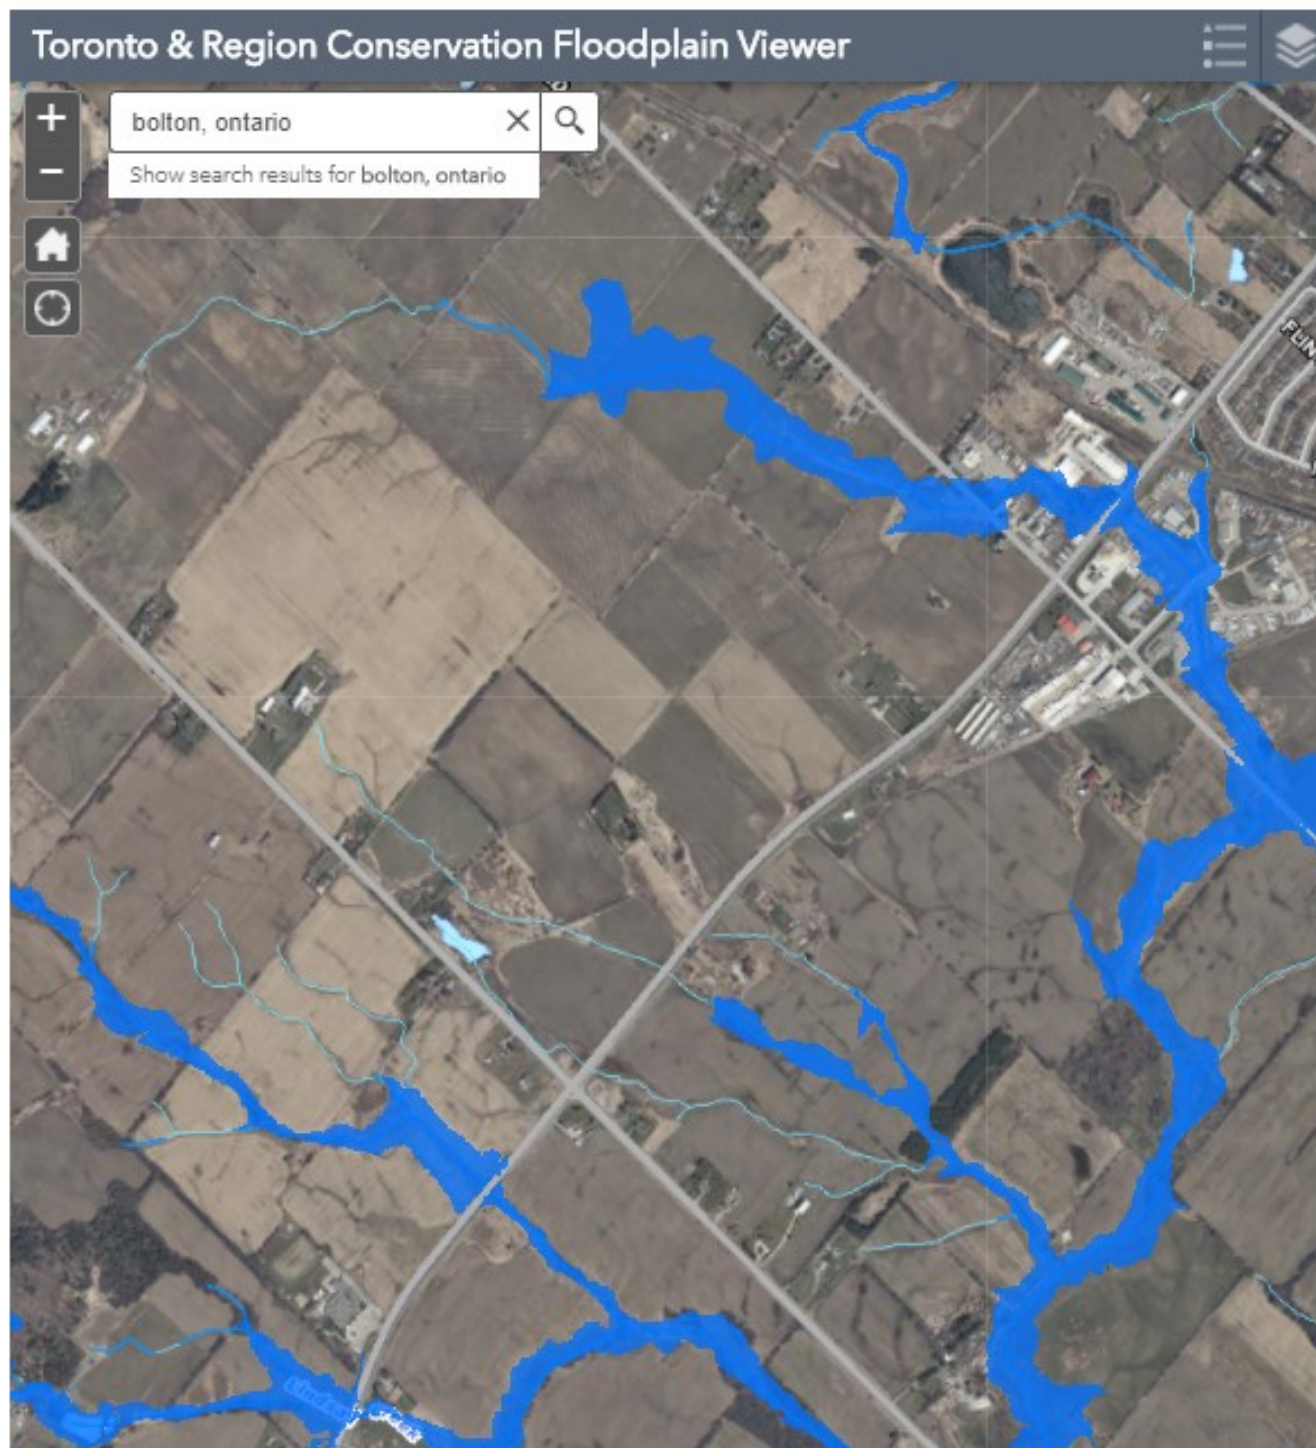 Toronto & Region Conservation Floodplain Viewer
+
bolton, ontario
−
Show search results for bolton, ontario